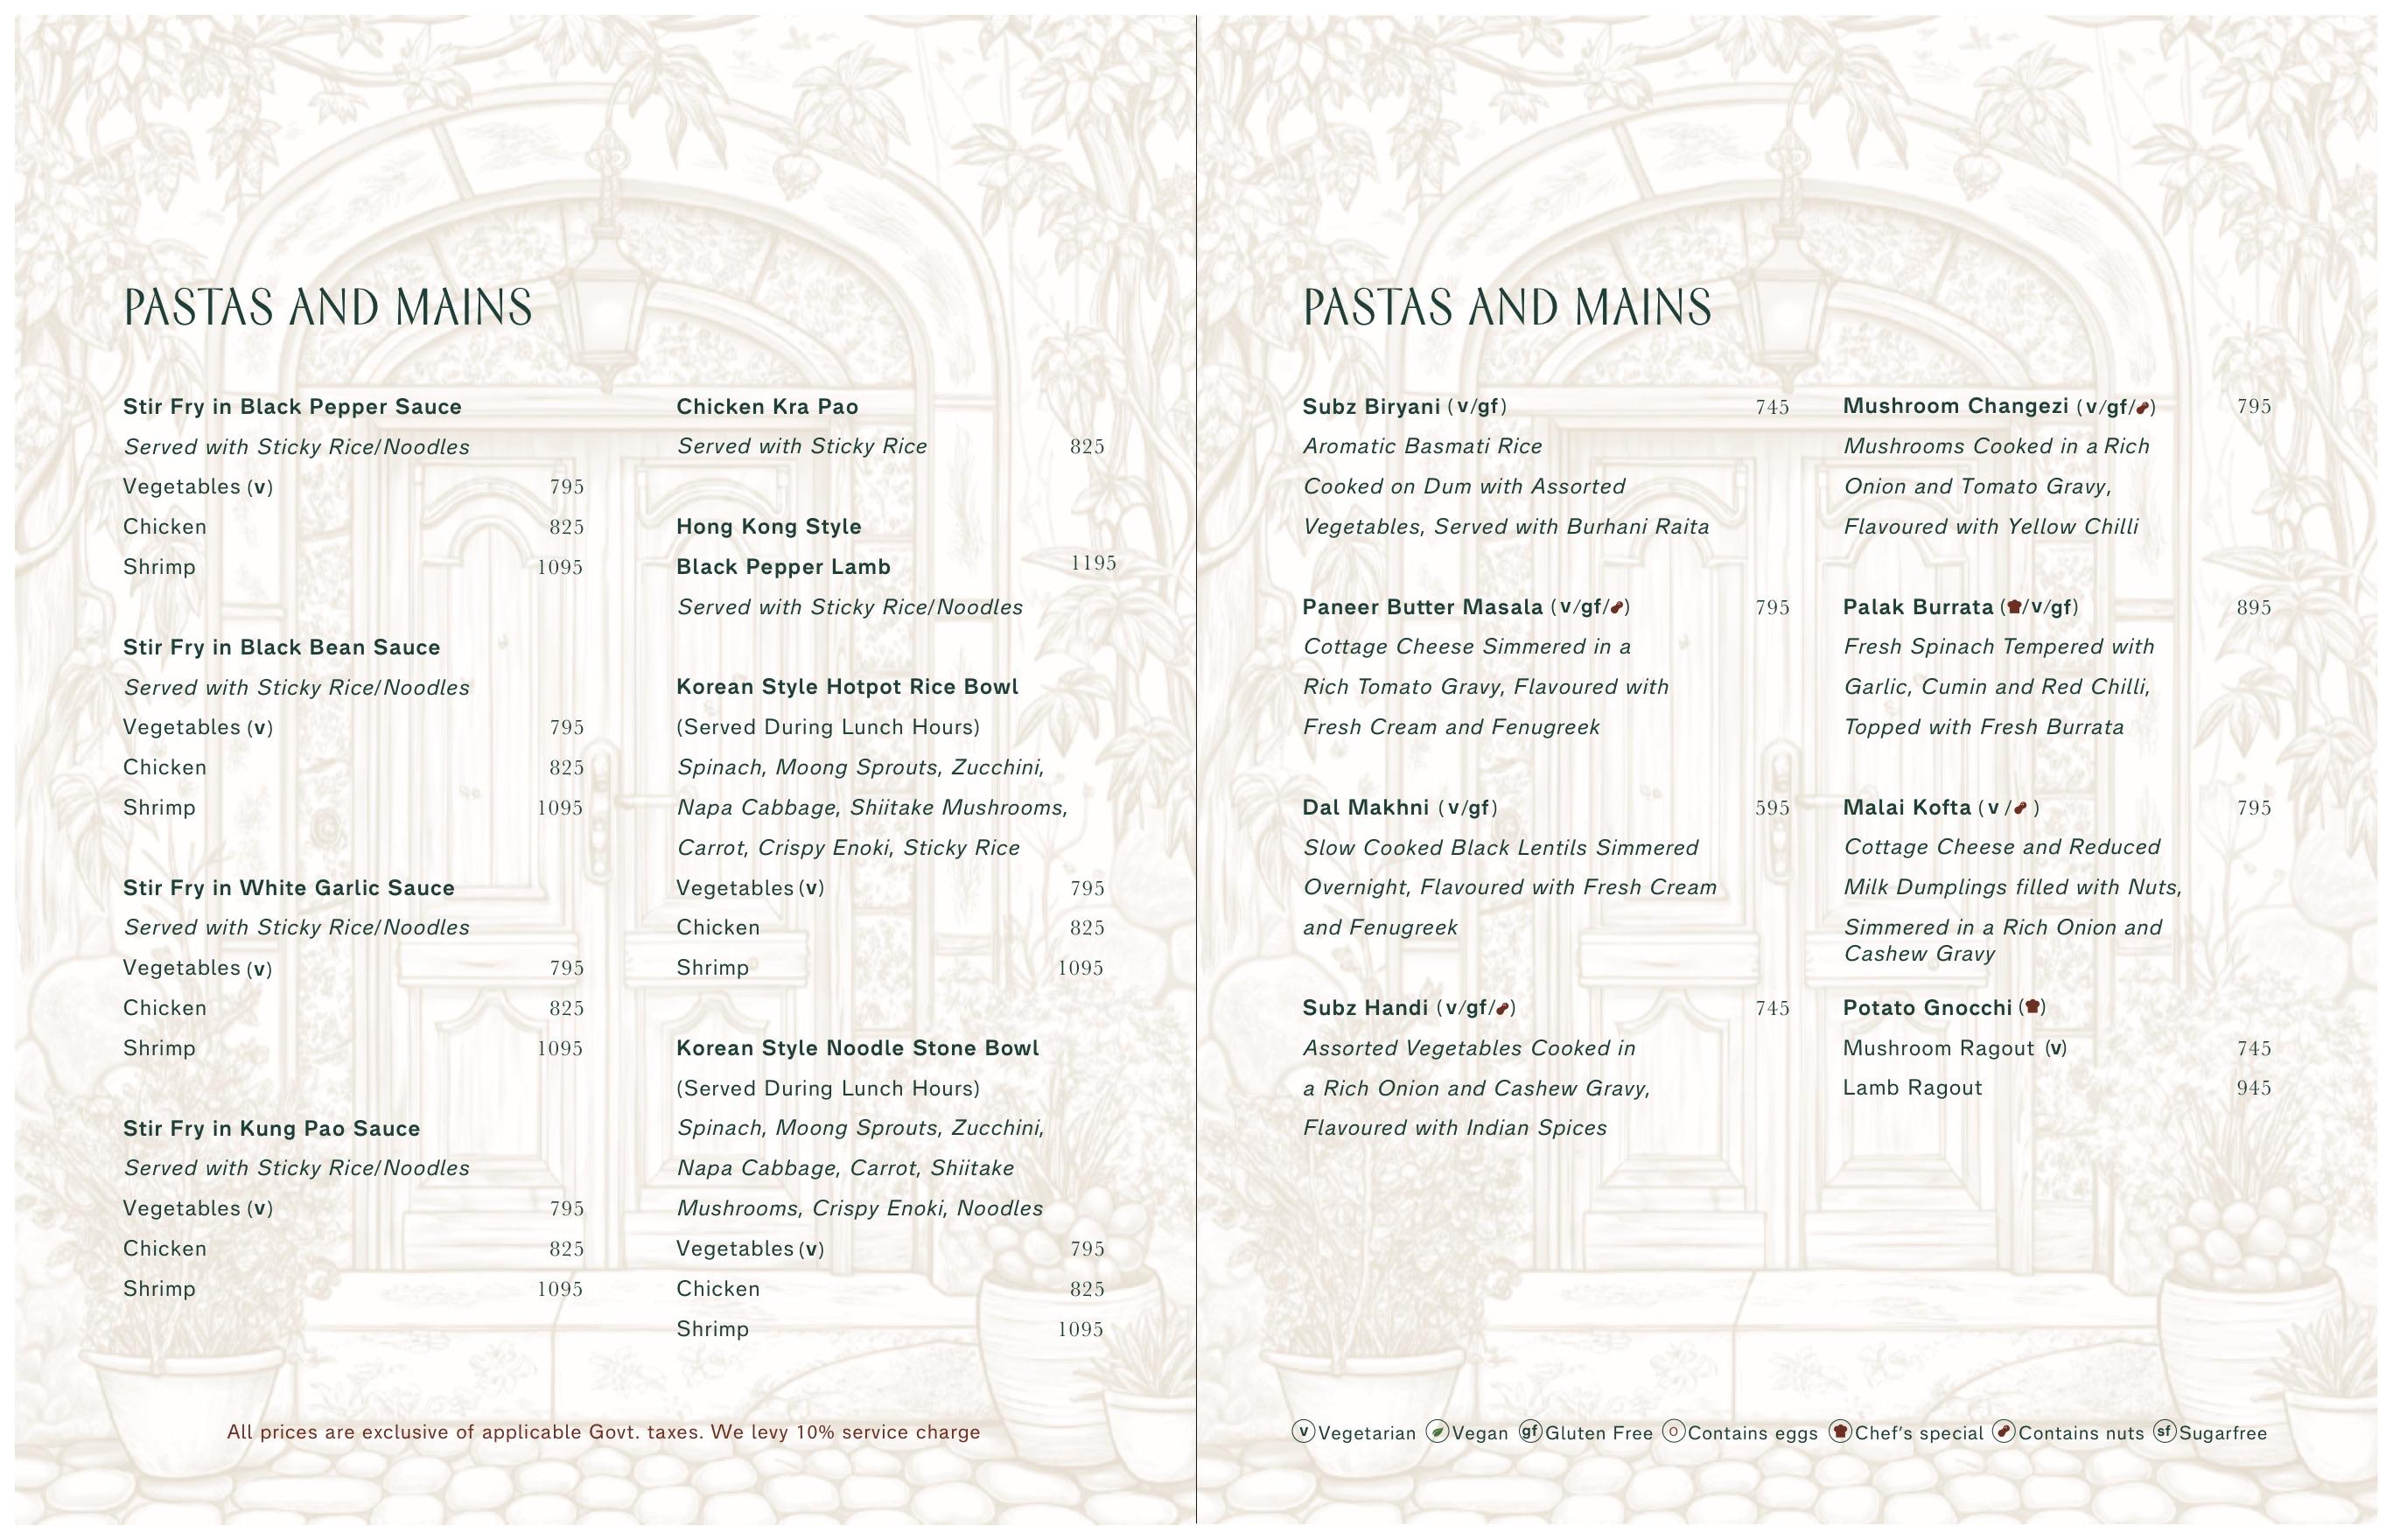 PASTAS AND MAINS
Stir Fry in Black Pepper Sauce
Served with Sticky Rice/Noodles
Vegetables (v) 795
Chicken 825
Shrimp 1095
Stir Fry in Black Bean Sauce
Served with Sticky Rice/Noodles
Vegetables (v) 795
Chicken 825
Shrimp 1095
Stir Fry in White Garlic Sauce
Served with Sticky Rice/Noodles
Vegetables (v) 795
Chicken 825
Shrimp 1095
Stir Fry in Kung Pao Sauce
Served with Sticky Rice/Noodles
Vegetables (v) 795
Chicken 825
Shrimp 1095
Chicken Kra Pao
Served with Sticky Rice 825
Hong Kong Style
Black Pepper Lamb 1195
Served with Sticky Rice/Noodles
Korean Style Hotpot Rice Bowl
(Served During Lunch Hours)
Spinach, Moong Sprouts, Zucchini,
Napa Cabbage, Shiitake Mushrooms,
Carrot, Crispy Enoki, Sticky Rice
Vegetables (v) 795
Chicken 825
Shrimp 1095
Korean Style Noodle Stone Bowl
(Served During Lunch Hours)
Spinach, Moong Sprouts, Zucchini,
Napa Cabbage, Carrot, Shiitake
Mushrooms, Crispy Enoki, Noodles
Vegetables (v) 795
Chicken 825
Shrimp 1095
All prices are exclusive of applicable Govt. taxes. We levy 10% service charge
PASTAS AND MAINS
Subz Biryani (v/gf) 745
Aromatic Basmati Rice
Cooked on Dum with Assorted
Vegetables, Served with Burhani Raita
Paneer Butter Masala (v/gf/) 795
Cottage Cheese Simmered in a
Rich Tomato Gravy, Flavoured with
Fresh Cream and Fenugreek
Dal Makhni (v/gf) 595
Slow Cooked Black Lentils Simmered
Overnight, Flavoured with Fresh Cream
and Fenugreek
Subz Handi (v/gf/) 745
Assorted Vegetables Cooked in
a Rich Onion and Cashew Gravy,
Flavoured with Indian Spices
Mushroom Changezi (v/gf/) 795
Mushrooms Cooked in a Rich
Onion and Tomato Gravy,
Flavoured with Yellow Chilli
Palak Burrata (/v/gf) 895
Fresh Spinach Tempered with
Garlic, Cumin and Red Chilli,
Topped with Fresh Burrata
Malai Kofta (v / ) 795
Cottage Cheese and Reduced
Milk Dumplings filled with Nuts,
Simmered in a Rich Onion and
Cashew Gravy
Potato Gnocchi ()
Mushroom Ragout (v) 745
Lamb Ragout 945
v Vegetarian Vegan gf Gluten Free O Contains eggs Chef's special Contains nuts sf Sugarfree